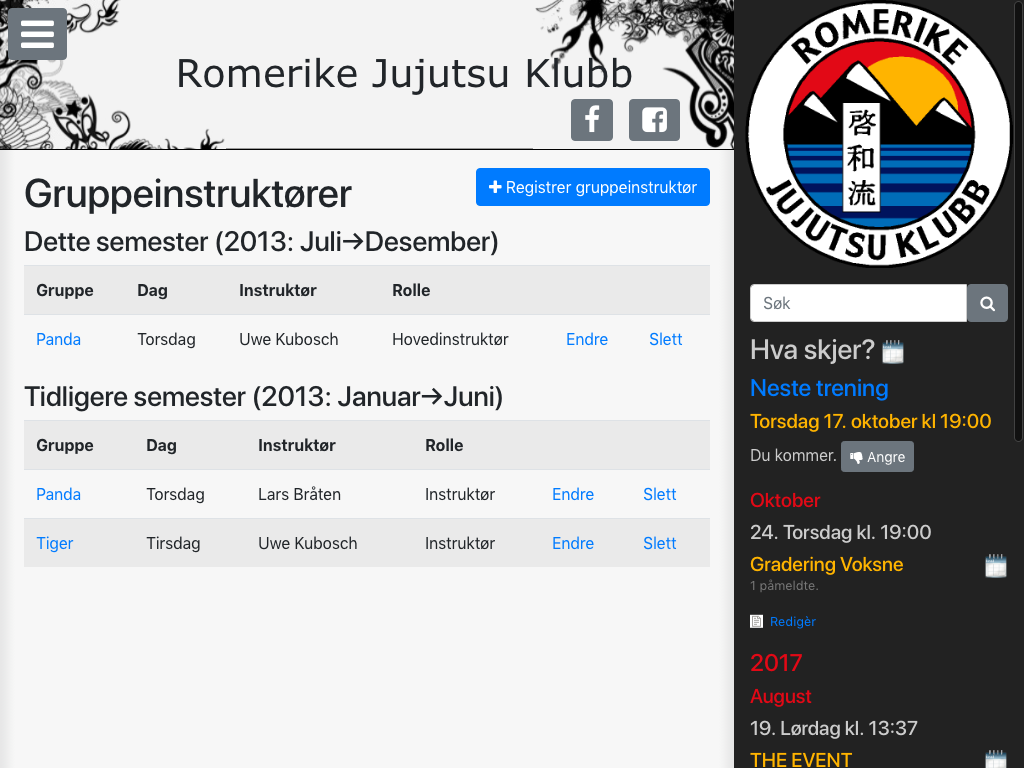 Romerike Jujutsu Klubb
Gruppeinstruktører
Registrer gruppeinstruktør
Dette semester (2013: Juli→Desember)
Gruppe Dag Instruktør Rolle
Panda Torsdag Uwe Kubosch Hovedinstruktør Endre Slett
Tidligere semester (2013: Januar→Juni)
Gruppe Dag Instruktør Rolle
Panda Torsdag Lars Bråten Instruktør Endre Slett
Tiger Tirsdag Uwe Kubosch Instruktør Endre Slett
ROMERIKE
啓和流
JUJUTSU KLUBB
Søk
Hva skjer?
Neste trening
Torsdag 17. oktober kl 19:00
Du kommer. Angre
Oktober
24. Torsdag kl. 19:00
Gradering Voksne
1 påmeldte.
Redigèr
2017
August
19. Lørdag kl. 13:37
THE EVENT